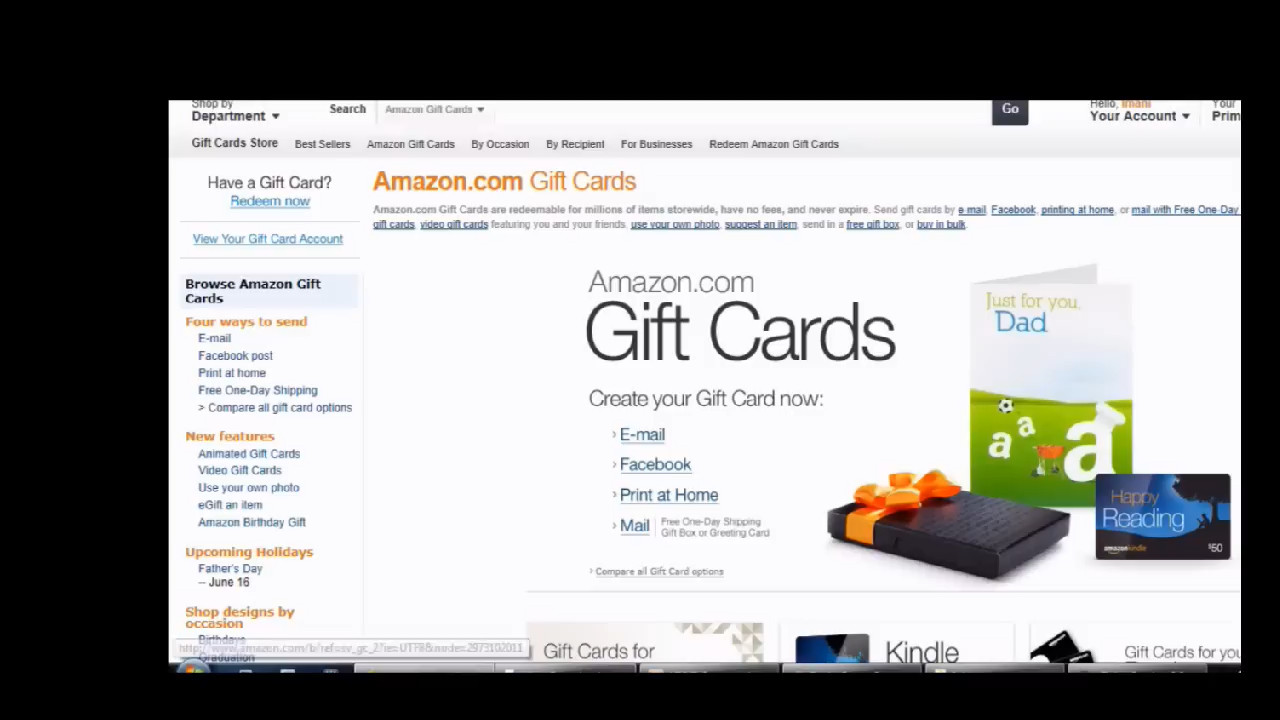 Shop by
Department
Search
Amazon Gift Cards
Go
Hello, Imani
Your Account
Your
Prim
Gift Cards Store
Best Sellers
Amazon Gift Cards
By Occasion
By Recipient
For Businesses
Redeem Amazon Gift Cards
Have a Gift Card?
Redeem now
View Your Gift Card Account
Browse Amazon Gift
Cards
Four ways to send
E-mail
Facebook post
Print at home
Free One-Day Shipping
> Compare all gift card options
New features
Animated Gift Cards
Video Gift Cards
Use your own photo
eGift an item
Amazon Birthday Gift
Upcoming Holidays
Father's Day
-- June 16
Shop designs by
occasion
Birthdays
Graduation
Amazon.com Gift Cards
Amazon.com Gift Cards are redeemable for millions of items storewide, have no fees, and never expire. Send gift cards by e-mail, Facebook, printing at home, or mail with Free One-Day
gift cards, video gift cards featuring you and your friends, use your own photo, suggest an item, send in a free gift box, or buy in bulk.
Amazon.com
Gift Cards
Create your Gift Card now:
› E-mail
› Facebook
› Print at Home
› Mail
Free One-Day Shipping
Gift Box or Greeting Card
› Compare all Gift Card options
Just for you,
Dad
a
a
a
Happy
Reading
amazonkindle
$50
Gift Cards for
Kindle
Gift Cards for you